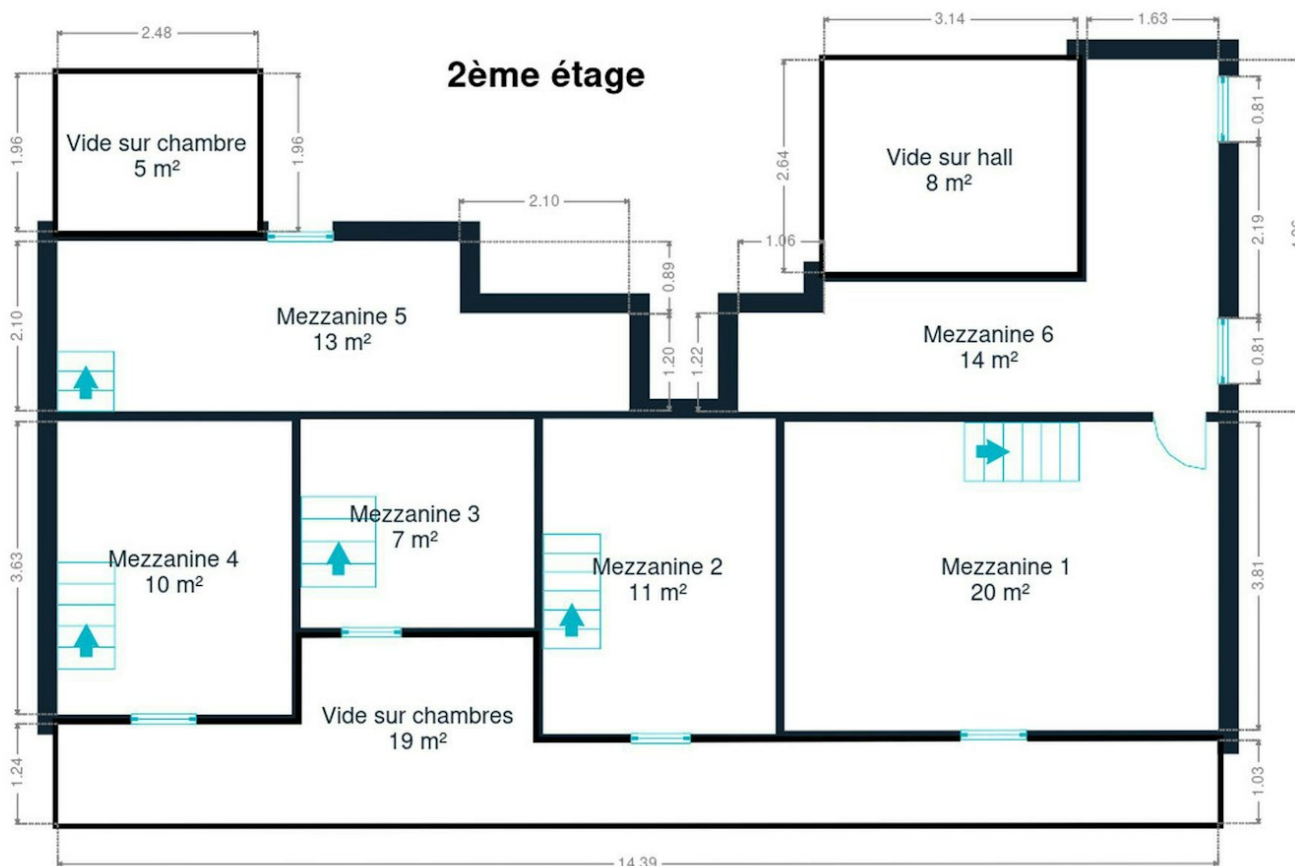 2.48
3.14
1.63
2ème étage
1.96
Vide sur chambre
5 m²
1.96
2.64
Vide sur hall
8 m²
0.81
2.19
2.10
1.06
0.89
2.10
Mezzanine 5
13 m²
1.20
1.22
Mezzanine 6
14 m²
0.81
3.63
Mezzanine 4
10 m²
Mezzanine 3
7 m²
Mezzanine 2
11 m²
Mezzanine 1
20 m²
3.81
Vide sur chambres
19 m²
1.24
1.03
14.39